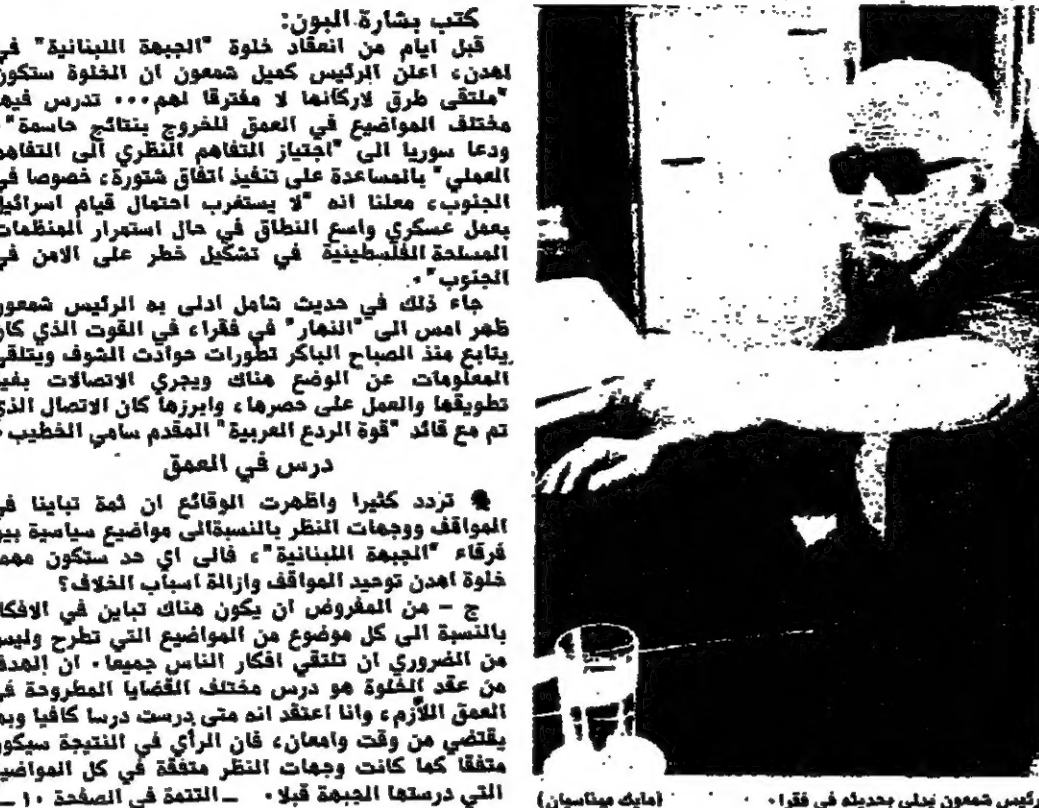 كتب بشارة البون:
قبل ايام من انعقاد خلوة "الجبهة اللبنانية" في
اهدن، اعلن الرئيس كميل شمعون ان الخلوة ستكون
"ملتقى طرق لاركانها لا مفترقا لهم... تدرس فيها
مختلف المواضيع في العمق للخروج بنتائج حاسمة".
ودعا سوريا الى "اجتياز التفاهم النظري الى التفاهم
العملي" بالمساعدة على تنفيذ اتفاق شتورة، خصوصا في
الجنوب، معلنا انه "لا يستغرب احتمال قيام اسرائيل
بعمل عسكري واسع النطاق في حال استمرار المنظمات
المسلحة الفلسطينية في تشكيل خطر على الامن في
الجنوب".
جاء ذلك في حديث شامل ادلى به الرئيس شمعون
ظهر امس الى "النهار" في فقراء في القوت الذي كان
يتابع منذ الصباح الباكر تطورات حوادث الشوف ويتلقى
المعلومات عن الوضع هناك ويجري الاتصالات بغية
تطويقها والعمل على حصرها، وابرزها كان الاتصال الذي
تم مع قائد "قوة الردع العربية" المقدم سامي الخطيب.
درس في العمق
● تردد كثيرا واظهرت الوقائع ان ثمة تباينا في
المواقف ووجهات النظر بالنسبةالى مواضيع سياسية بين
فرقاء "الجبهة اللبنانية"، فالى اي حد ستكون مهمة
خلوة اهدن توحيد المواقف وازالة اسباب الخلاف؟
ج - من المفروض ان يكون هناك تباين في الافكار
بالنسبة الى كل موضوع من المواضيع التي تطرح وليس
من الضروري ان تلتقي افكار الناس جميعا. ان الهدف
من عقد الخلوة هو درس مختلف القضايا المطروحة في
العمق اللازم، وانا اعتقد انه متى درست درسا كافيا وبما
يقتضي من وقت وامعان، فان الرأي في النتيجة سيكون
متفقا كما كانت وجهات النظر متفقة في كل المواضيع
التي درستها الجبهة قبلا. _التتمة في الصفحة ١٠_
رئيس شمعون يدلي بحديثه في فقرا. (مايك ميناسيان)